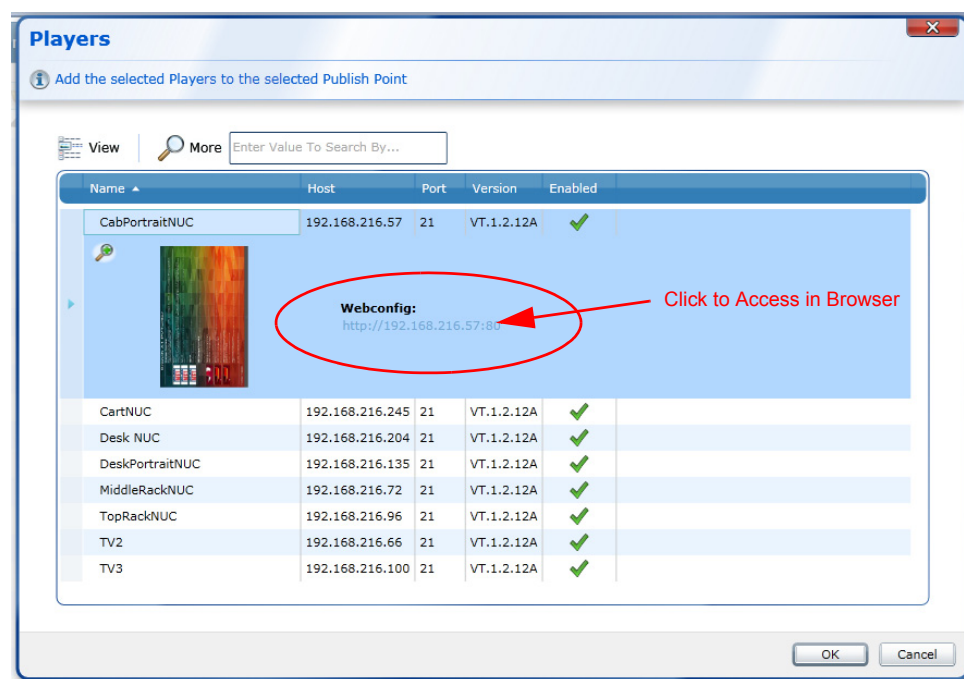 Players
Add the selected Players to the selected Publish Point
View More Enter Value To Search By...
Name Host Port Version Enabled
CabPortraitNUC 192.168.216.57 21 VT.1.2.12A
Webconfig:
http://192.168.216.57:80
Click to Access in Browser
CartNUC 192.168.216.245 21 VT.1.2.12A
Desk NUC 192.168.216.204 21 VT.1.2.12A
DeskPortraitNUC 192.168.216.135 21 VT.1.2.12A
MiddleRackNUC 192.168.216.72 21 VT.1.2.12A
TopRackNUC 192.168.216.96 21 VT.1.2.12A
TV2 192.168.216.66 21 VT.1.2.12A
TV3 192.168.216.100 21 VT.1.2.12A
OK Cancel